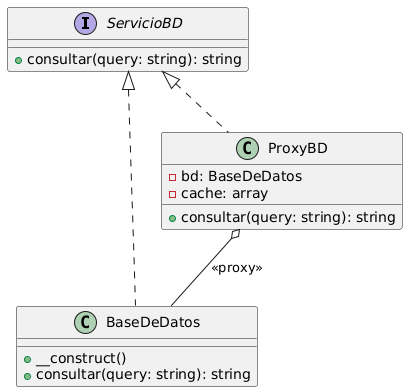 I ServicioBD
consultar(query: string): string
C ProxyBD
bd: BaseDeDatos
cache: array
consultar(query: string): string
«proxy»
C BaseDeDatos
__construct()
consultar(query: string): string